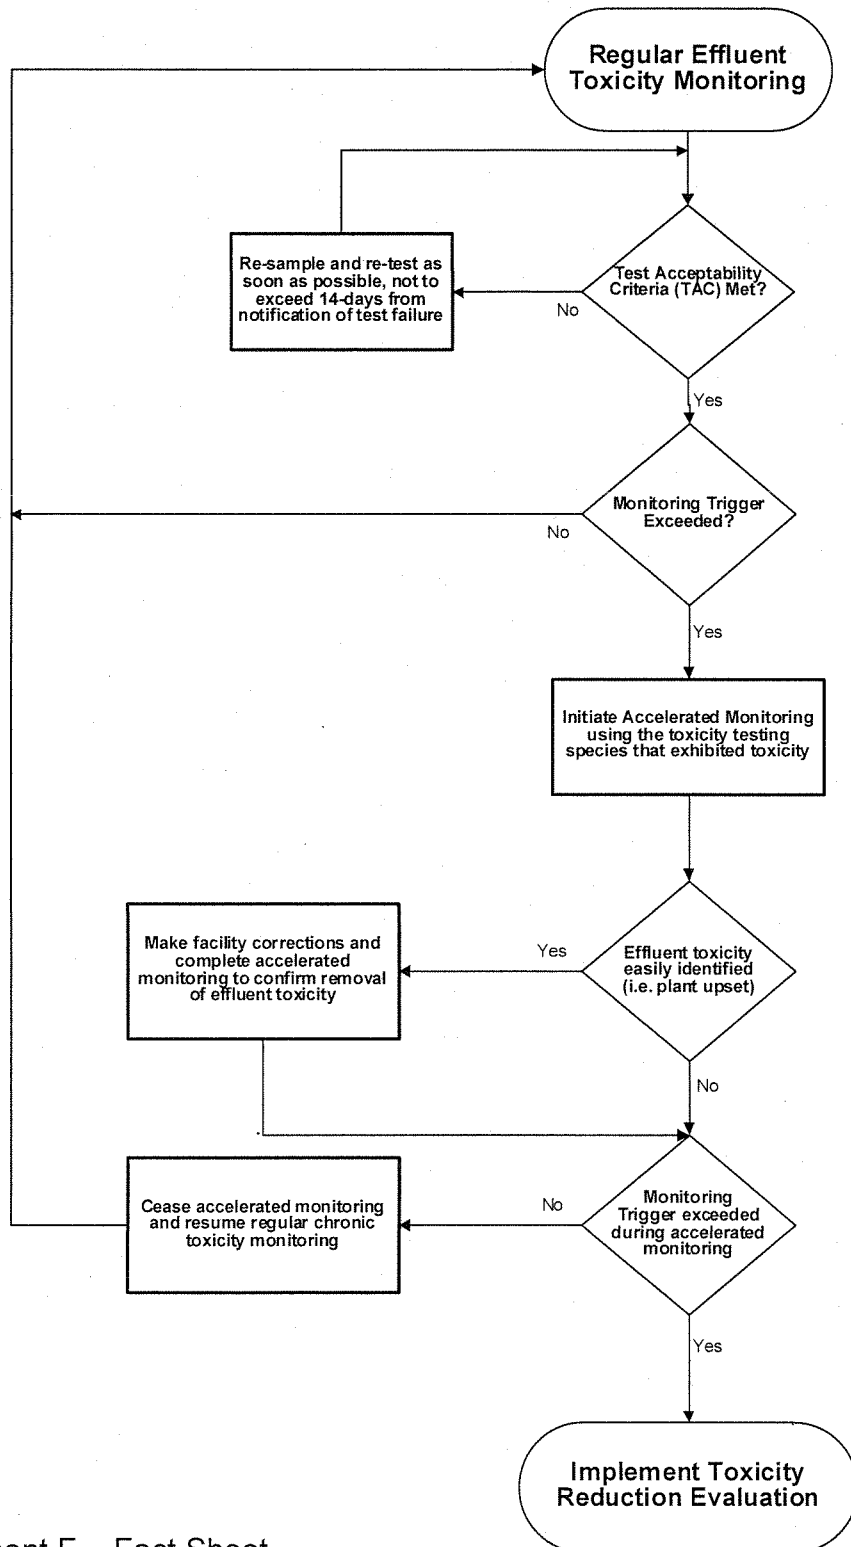 Regular Effluent
Toxicity Monitoring
Re-sample and re-test as
soon as possible, not to
exceed 14-days from
notification of test failure
Test Acceptability
Criteria (TAC) Met?
No
Yes
Monitoring Trigger
Exceeded?
No
Yes
Initiate Accelerated Monitoring
using the toxicity testing
species that exhibited toxicity
Make facility corrections and
complete accelerated
monitoring to confirm removal
of effluent toxicity
Yes
Effluent toxicity
easily identified
(i.e. plant upset)
No
Cease accelerated monitoring
and resume regular chronic
toxicity monitoring
No
Monitoring
Trigger exceeded
during accelerated
monitoring
Yes
Implement Toxicity
Reduction Evaluation
Fact Sheet